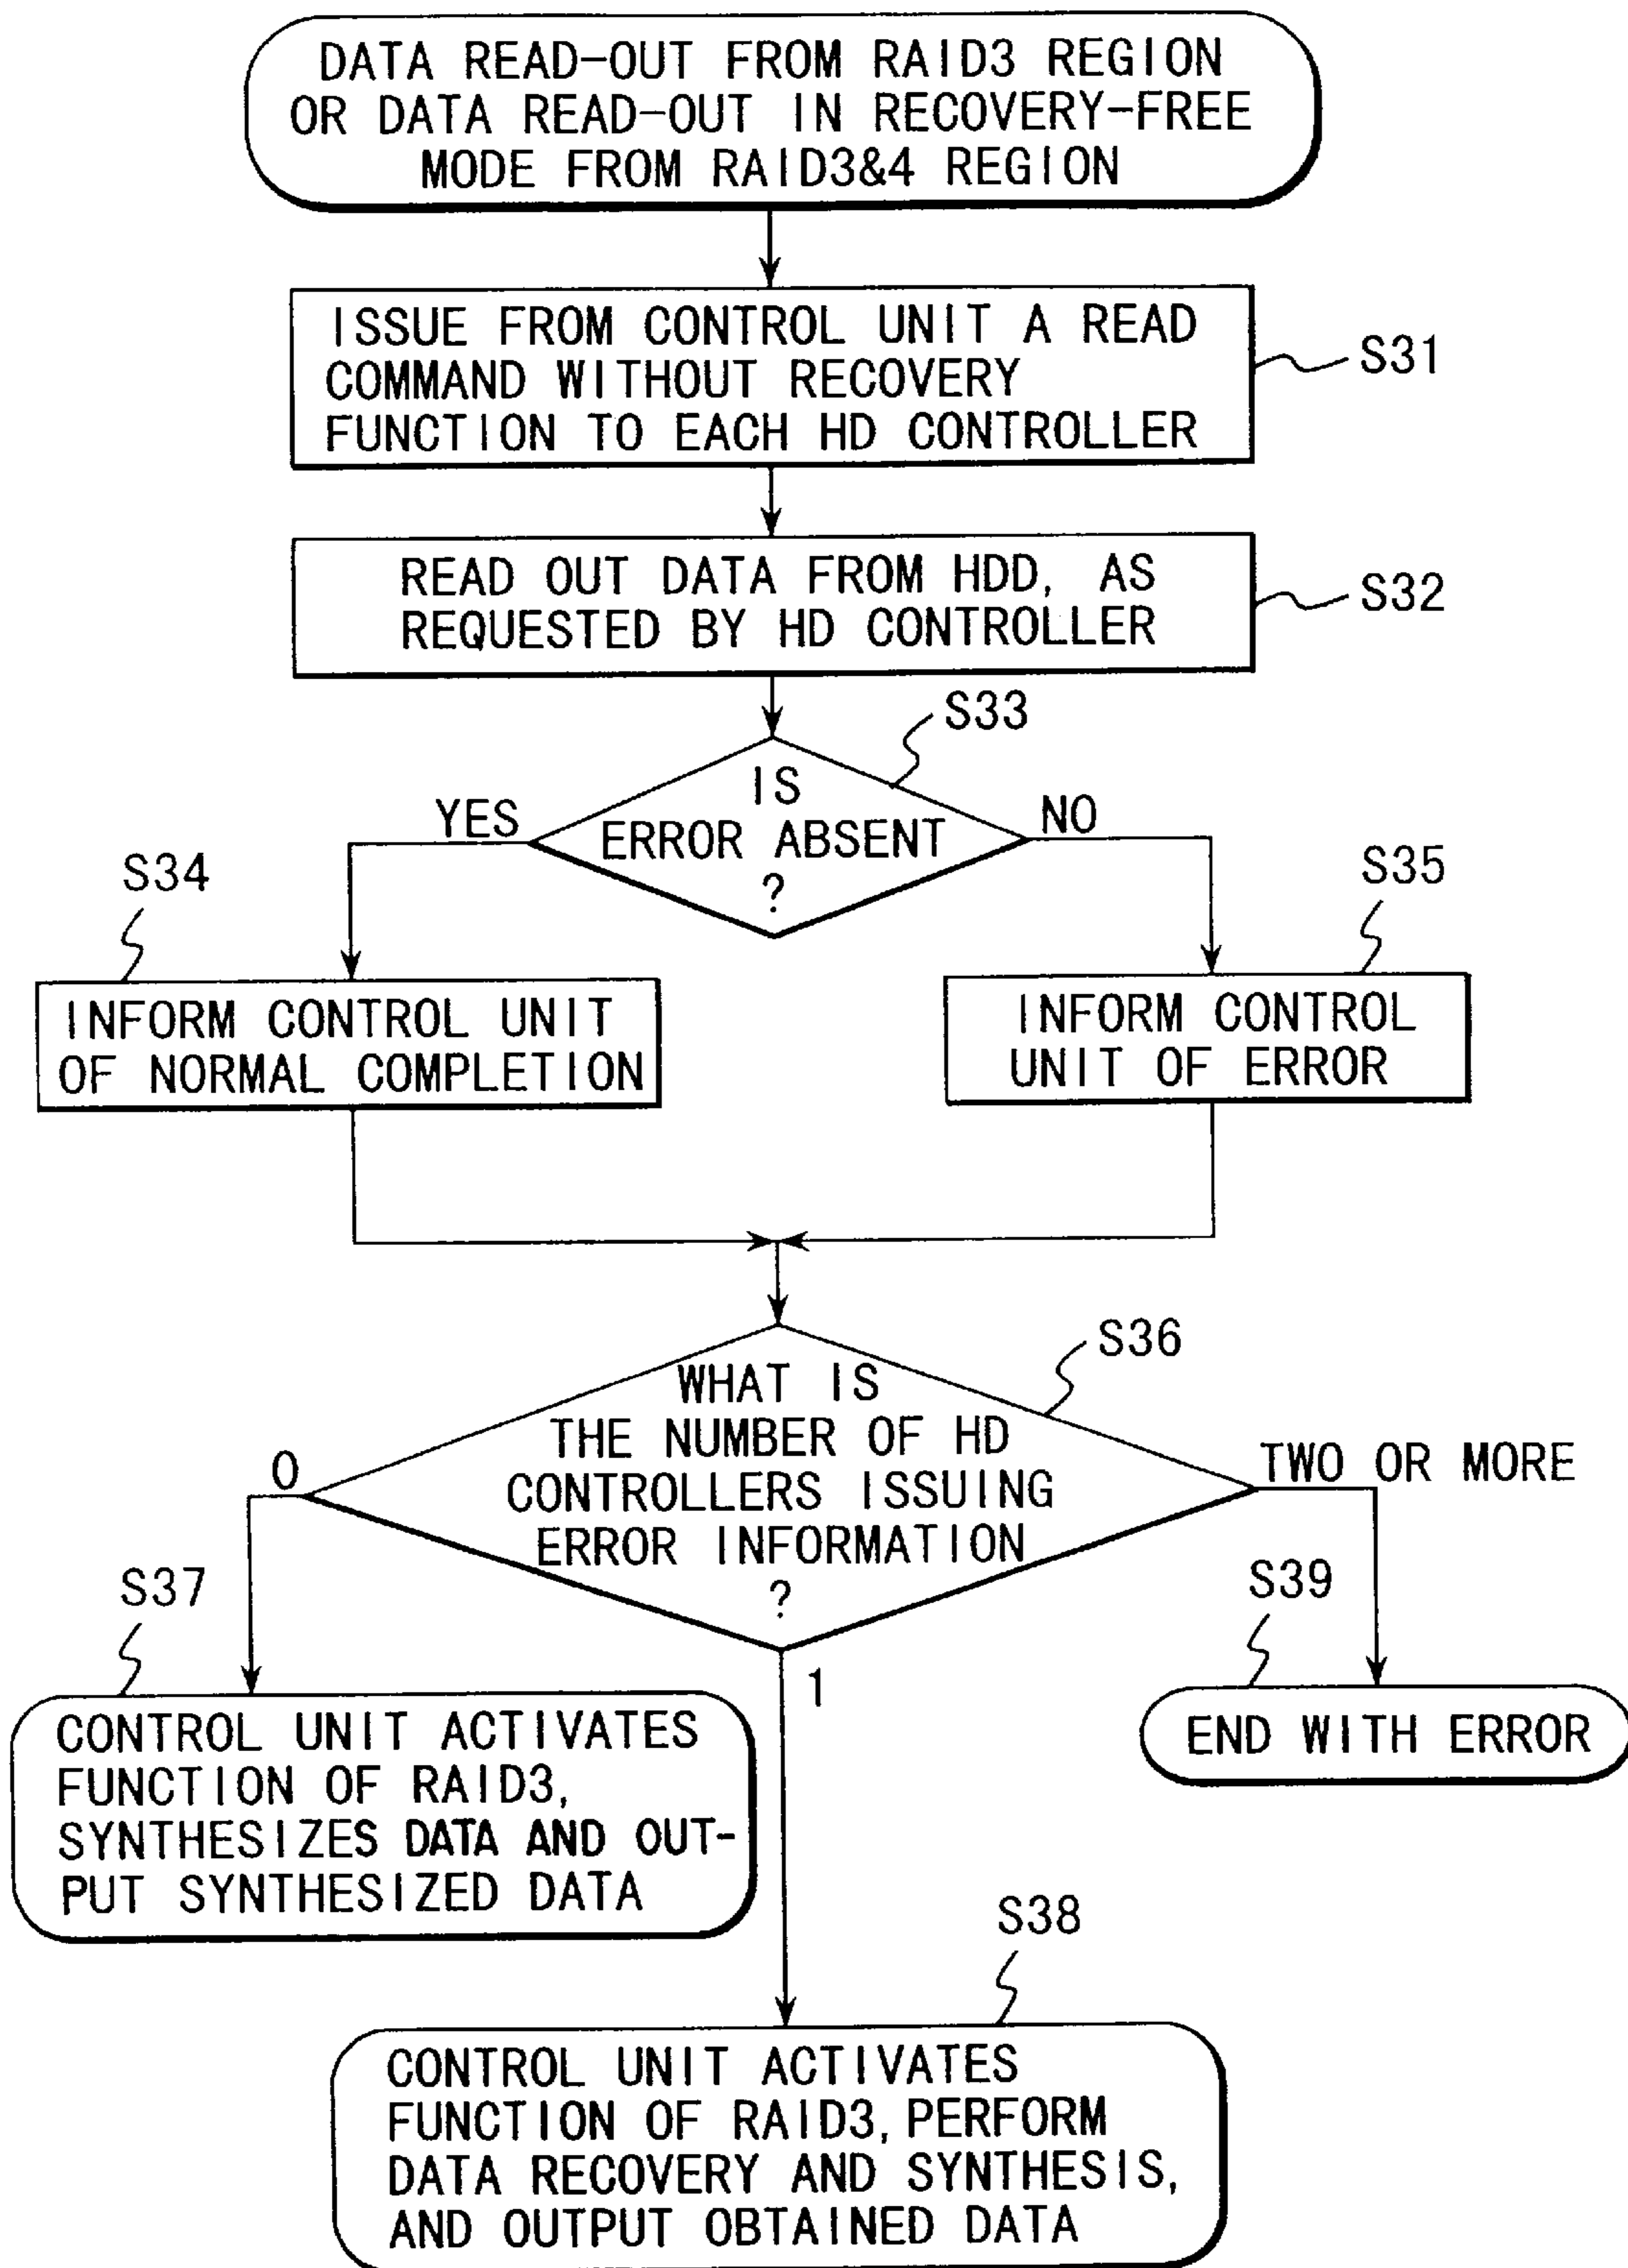 DATA READ-OUT FROM RAID3 REGION
OR DATA READ-OUT IN RECOVERY-FREE
MODE FROM RAID3&4 REGION
ISSUE FROM CONTROL UNIT A READ
COMMAND WITHOUT RECOVERY
FUNCTION TO EACH HD CONTROLLER
S31
READ OUT DATA FROM HDD, AS
REQUESTED BY HD CONTROLLER
S32
S33
IS
ERROR ABSENT
?
YES
NO
S34
S35
INFORM CONTROL UNIT
OF NORMAL COMPLETION
INFORM CONTROL
UNIT OF ERROR
S36
WHAT IS
THE NUMBER OF HD
CONTROLLERS ISSUING
ERROR INFORMATION
?
0
TWO OR MORE
1
S37
S39
CONTROL UNIT ACTIVATES
FUNCTION OF RAID3,
SYNTHESIZES DATA AND OUT-
PUT SYNTHESIZED DATA
END WITH ERROR
S38
CONTROL UNIT ACTIVATES
FUNCTION OF RAID3, PERFORM
DATA RECOVERY AND SYNTHESIS,
AND OUTPUT OBTAINED DATA